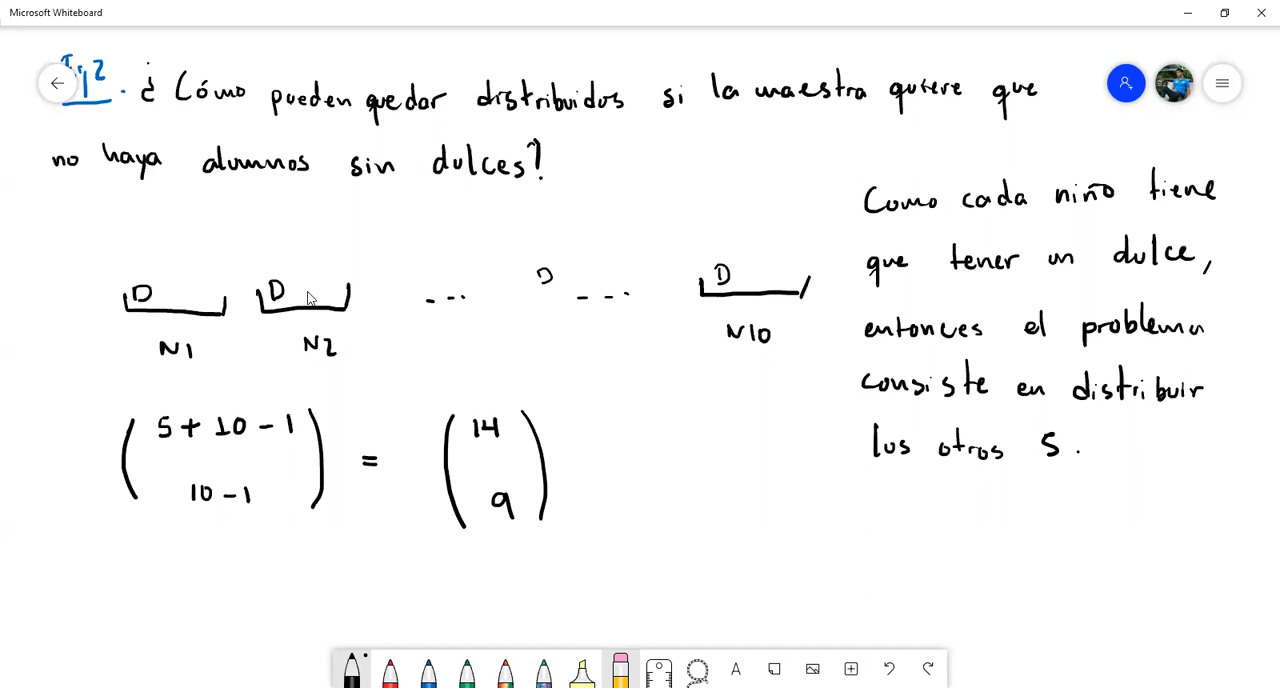 Microsoft Whiteboard
Ej2. ¿Cómo pueden quedar distribuidos si la maestra quiere que
no haya alumnos sin dulces?
Como cada niño tiene
que tener un dulce,
entonces el problema
consiste en distribuir
los otros 5.
D D ... D ... D
N1 N2 N10
( 5 + 10 - 1 ) = ( 14 )
( 10 - 1 ) ( 9 )
A